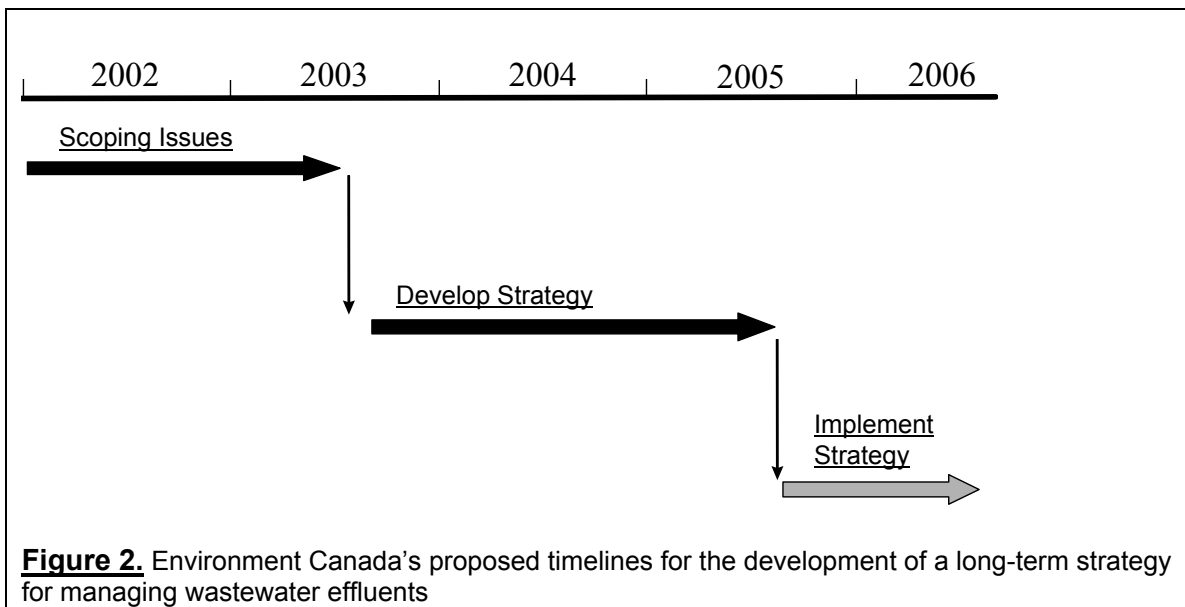 2002 2003 2004 2005 2006
Scoping Issues
Develop Strategy
Implement
Strategy
Figure 2. Environment Canada’s proposed timelines for the development of a long-term strategy
for managing wastewater effluents